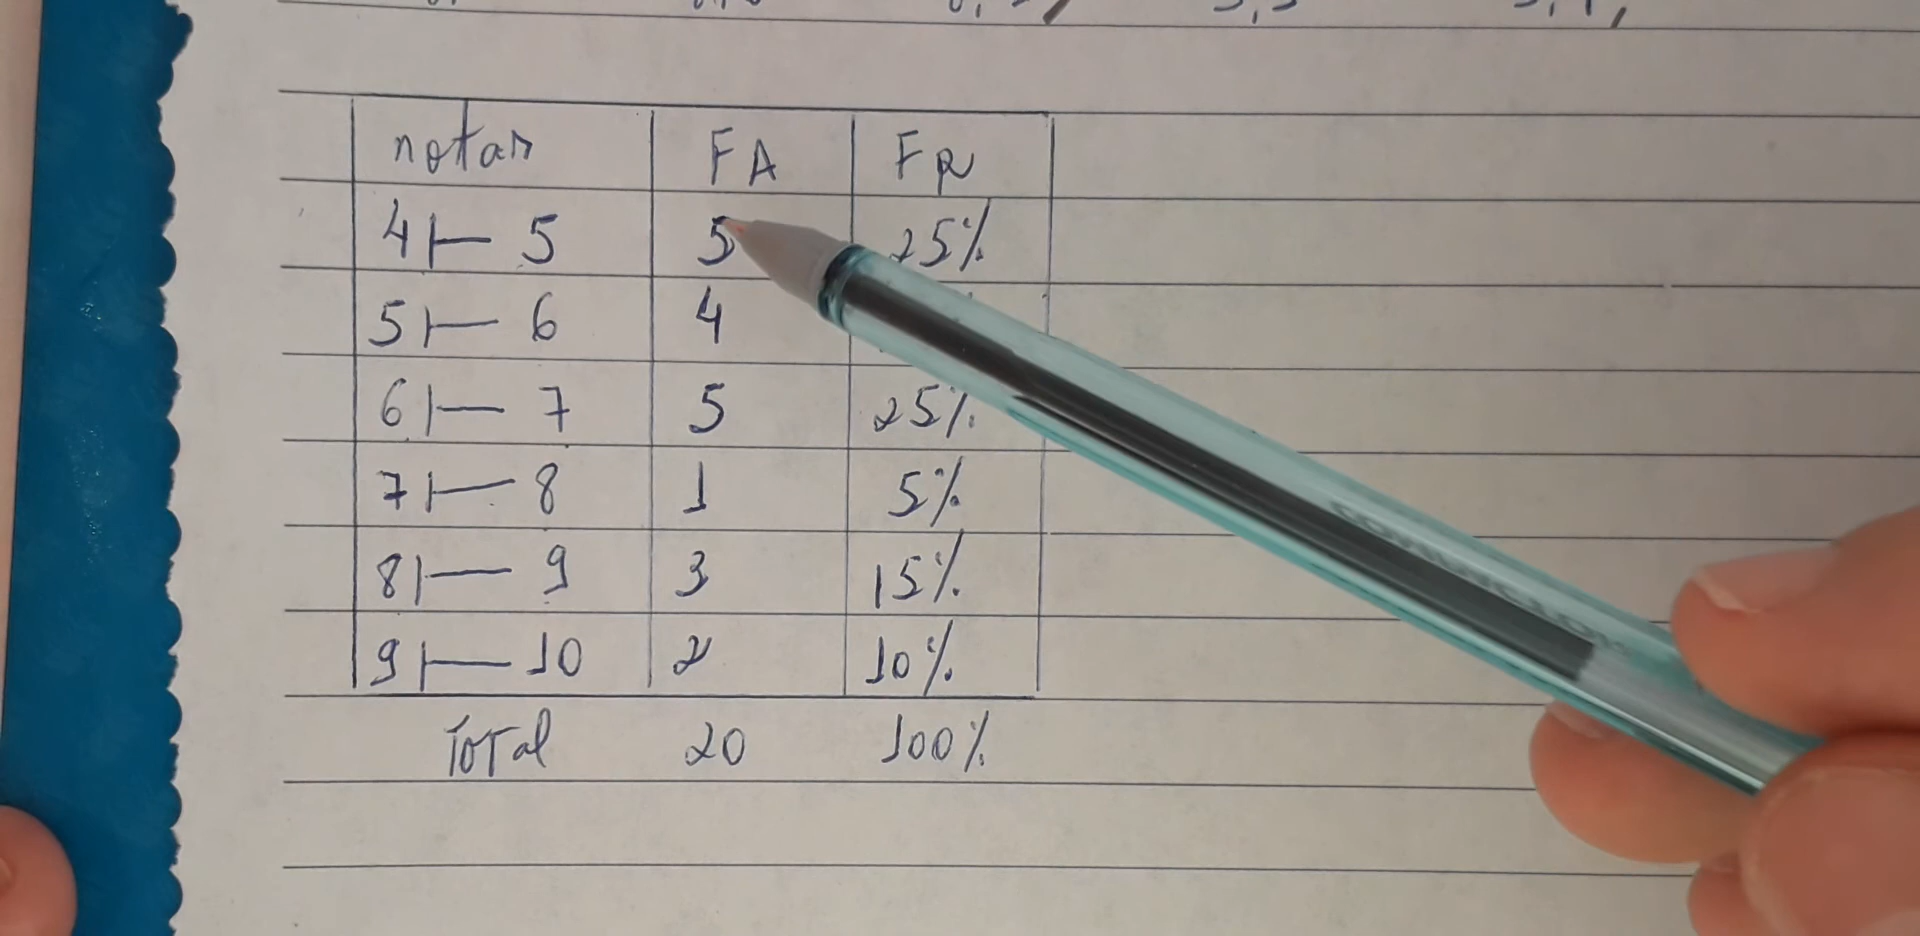 notas FA FR
4 |— 5 5 25%
5 |— 6 4
6 |— 7 5 25%
7 |— 8 1 5%
8 |— 9 3 15%
9 |— 10 2 10%
Total 20 100%